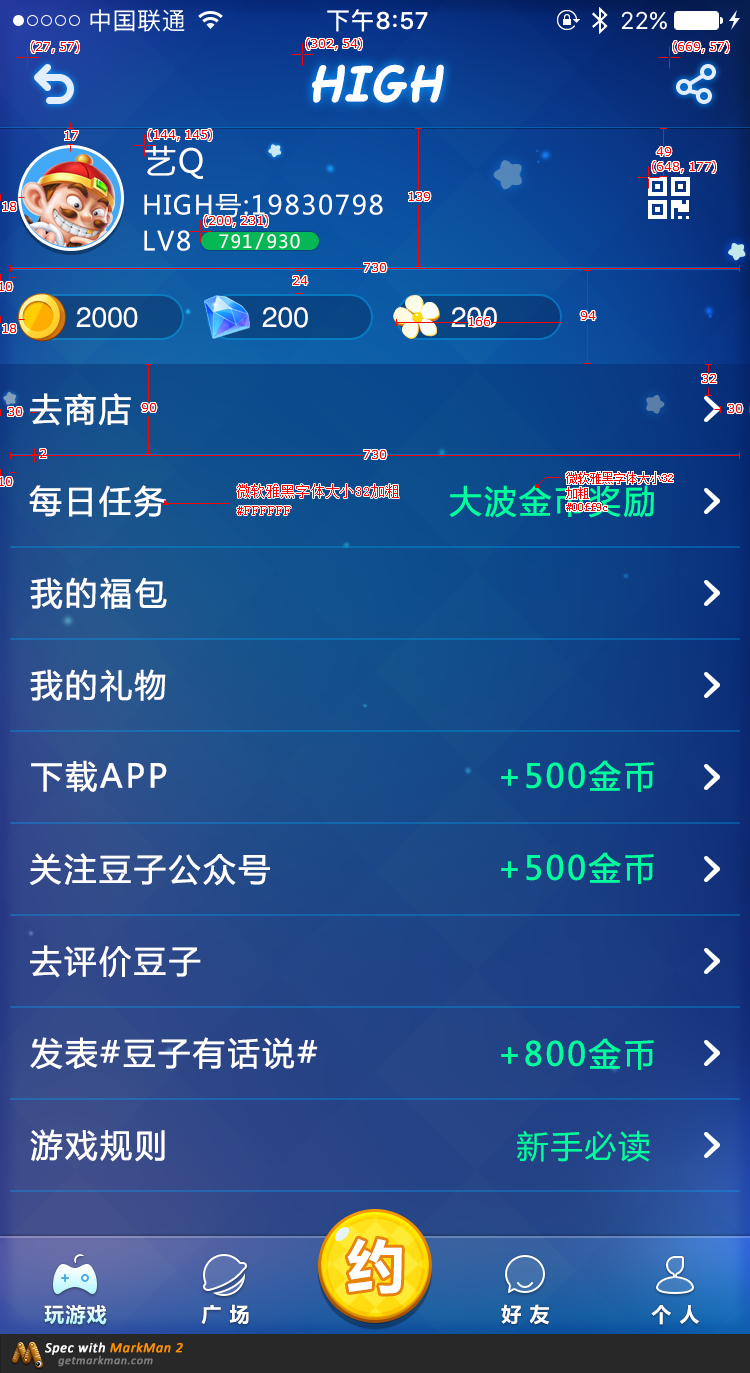 中国联通 下午8:57 22%
(27, 57) (302, 54) (669, 57)
HIGH
17 (144, 145) 49
艺Q (648, 177)
18 HIGH号:19830798 139
(200, 231)
LV8 791/930
730
10 24
18 2000 200 200 166 94
32
30 去商店 90 30
2 730
10
每日任务 微软雅黑字体大小32加粗
#FFFFFF
大波金币奖励 微软雅黑字体大小32
加粗
#00ff9c
我的福包
我的礼物
下载APP +500金币
关注豆子公众号 +500金币
去评价豆子
发表#豆子有话说# +800金币
游戏规则 新手必读
约
玩游戏 广场 好友 个人
Spec with MarkMan 2
getmarkman.com